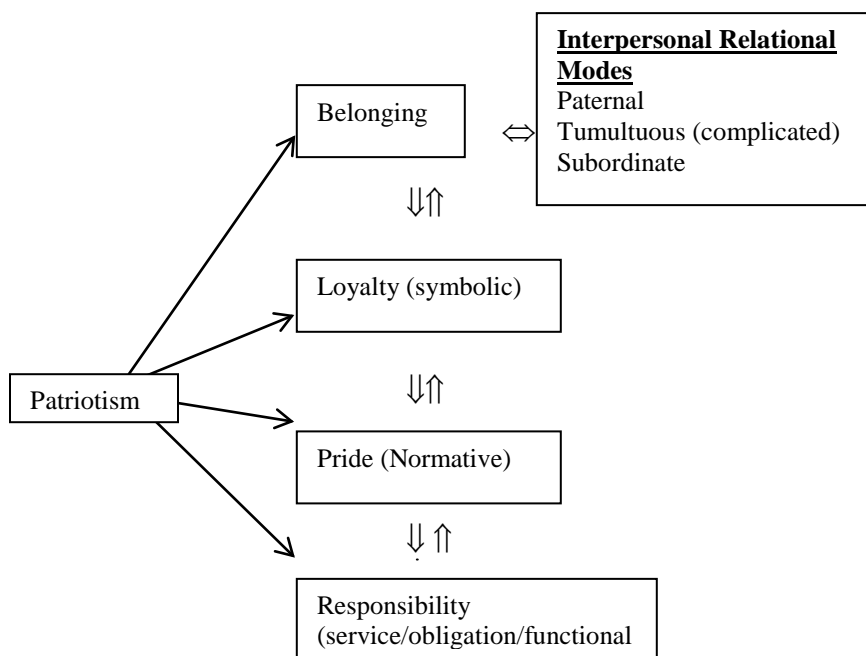 Interpersonal Relational
Modes
Paternal
Tumultuous (complicated)
Subordinate
Belonging
⇔
⇓⇑
Loyalty (symbolic)
⇓⇑
Patriotism
Pride (Normative)
⇓⇑
Responsibility
(service/obligation/functional